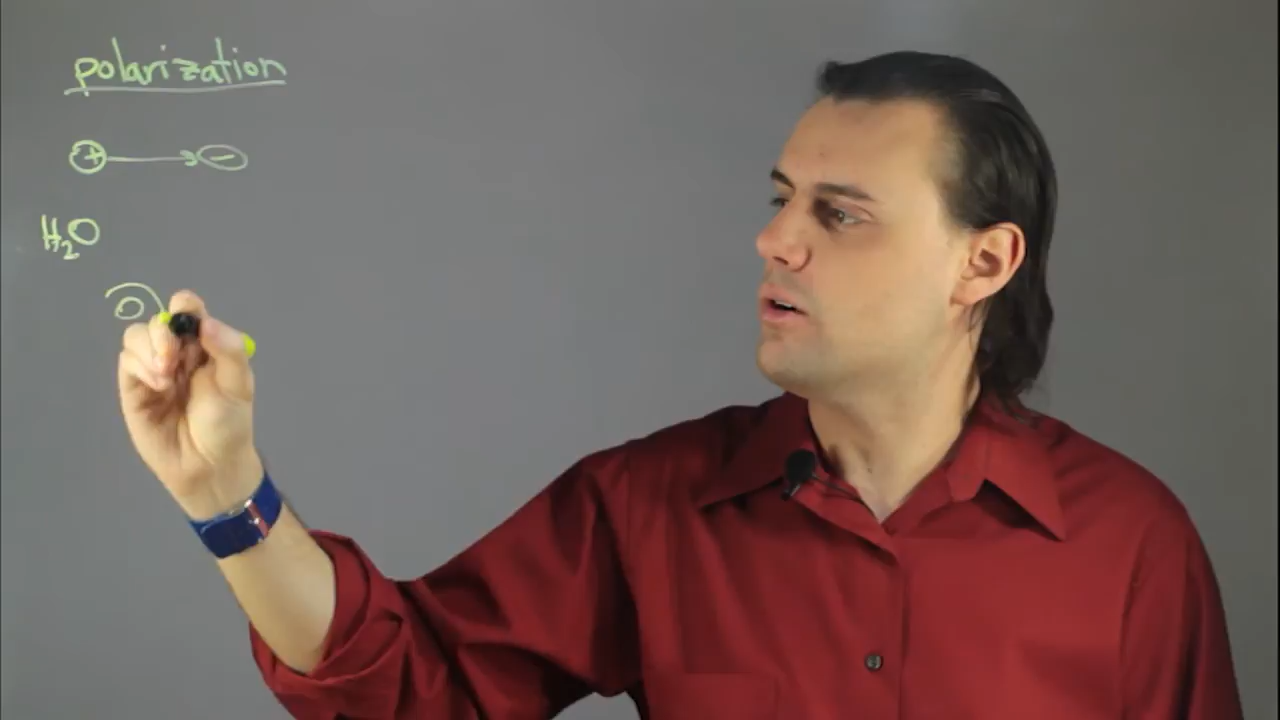 polarization
+ → -
H₂O
O